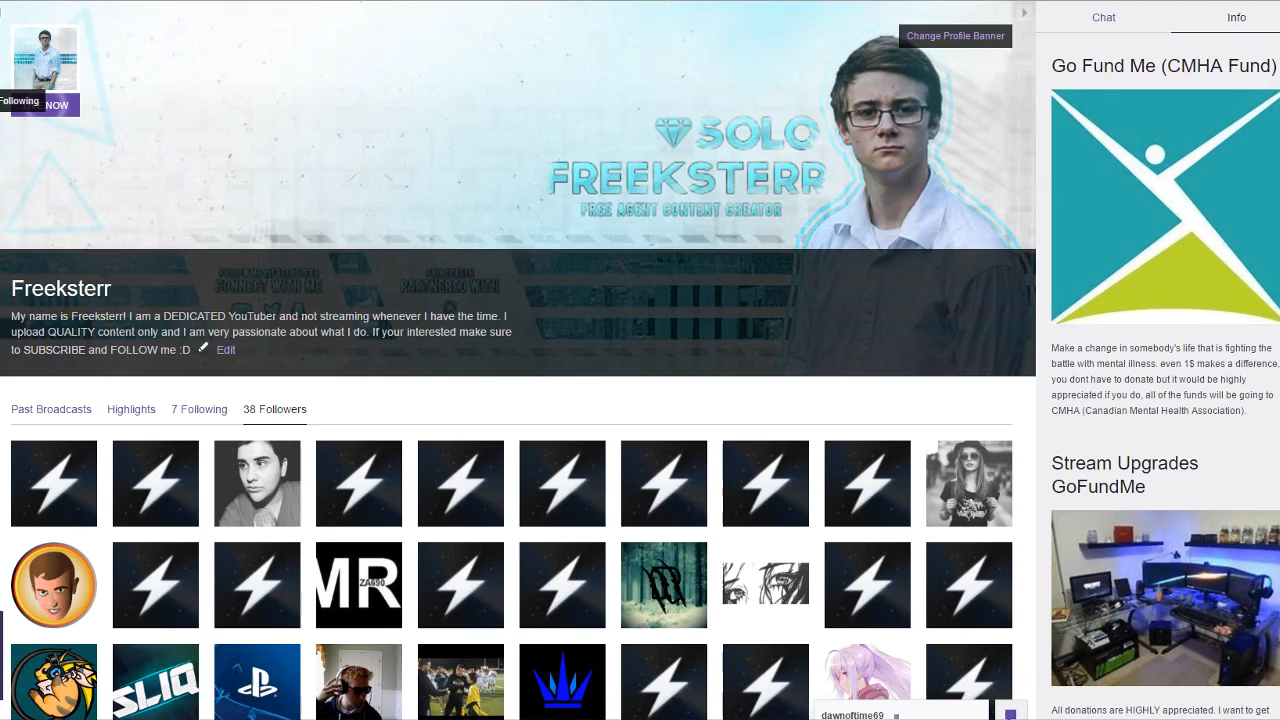 Change Profile Banner
Following
NOW
SOLO
FREEKSTERR
FREE AGENT CONTENT CREATOR
CONNECT WITH ME
PARTNERED WITH
Freeksterr
My name is Freeksterr! I am a DEDICATED YouTuber and not streaming whenever I have the time. I
upload QUALITY content only and I am very passionate about what I do. If your interested make sure
to SUBSCRIBE and FOLLOW me :D Edit
Past Broadcasts Highlights 7 Following 38 Followers
MR
SLIQ
dawnoftime69
Chat Info
Go Fund Me (CMHA Fund)
Make a change in somebody's life that is fighting the
battle with mental illness. even 1$ makes a difference,
you dont have to donate but it would be highly
appreciated if you do, all of the funds will be going to
CMHA (Canadian Mental Health Association).
Stream Upgrades
GoFundMe
All donations are HIGHLY appreciated. I want to get